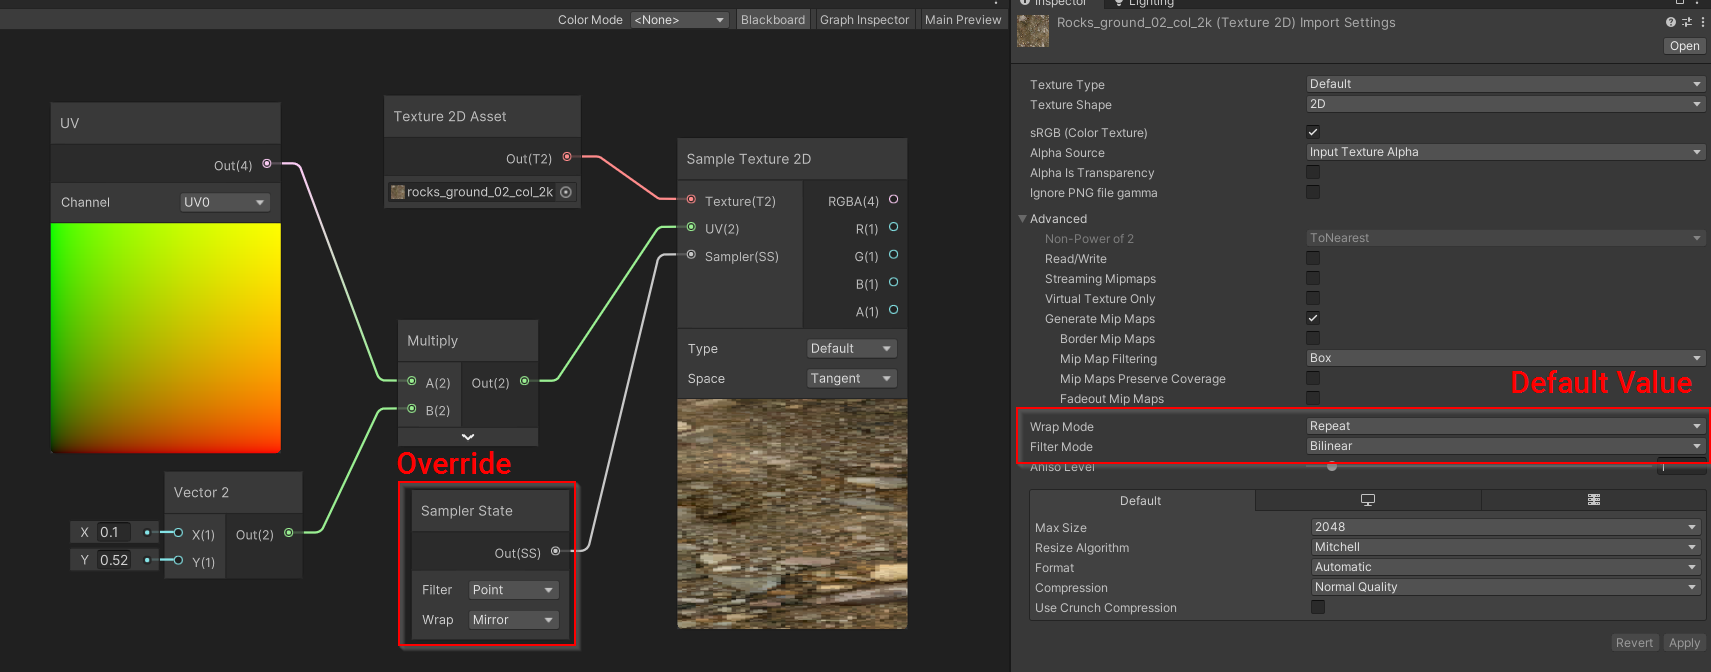 Color Mode <None> Blackboard Graph Inspector Main Preview
UV
Out(4)
Channel UV0
Texture 2D Asset
Out(T2)
rocks_ground_02_col_2k
Sample Texture 2D
Texture(T2) RGBA(4)
UV(2) R(1)
Sampler(SS) G(1)
B(1)
A(1)
Type Default
Space Tangent
Multiply
A(2) Out(2)
B(2)
Override
Vector 2
X 0.1 X(1) Out(2)
Y 0.52 Y(1)
Sampler State
Out(SS)
Filter Point
Wrap Mirror
Inspector Lighting
Rocks_ground_02_col_2k (Texture 2D) Import Settings
Open
Texture Type Default
Texture Shape 2D
sRGB (Color Texture)
Alpha Source Input Texture Alpha
Alpha Is Transparency
Ignore PNG file gamma
Advanced
Non-Power of 2 ToNearest
Read/Write
Streaming Mipmaps
Virtual Texture Only
Generate Mip Maps
Border Mip Maps
Mip Map Filtering Box
Mip Maps Preserve Coverage
Default Value
Fadeout Mip Maps
Wrap Mode Repeat
Filter Mode Bilinear
Aniso Level 1
Default
Max Size 2048
Resize Algorithm Mitchell
Format Automatic
Compression Normal Quality
Use Crunch Compression
Revert Apply